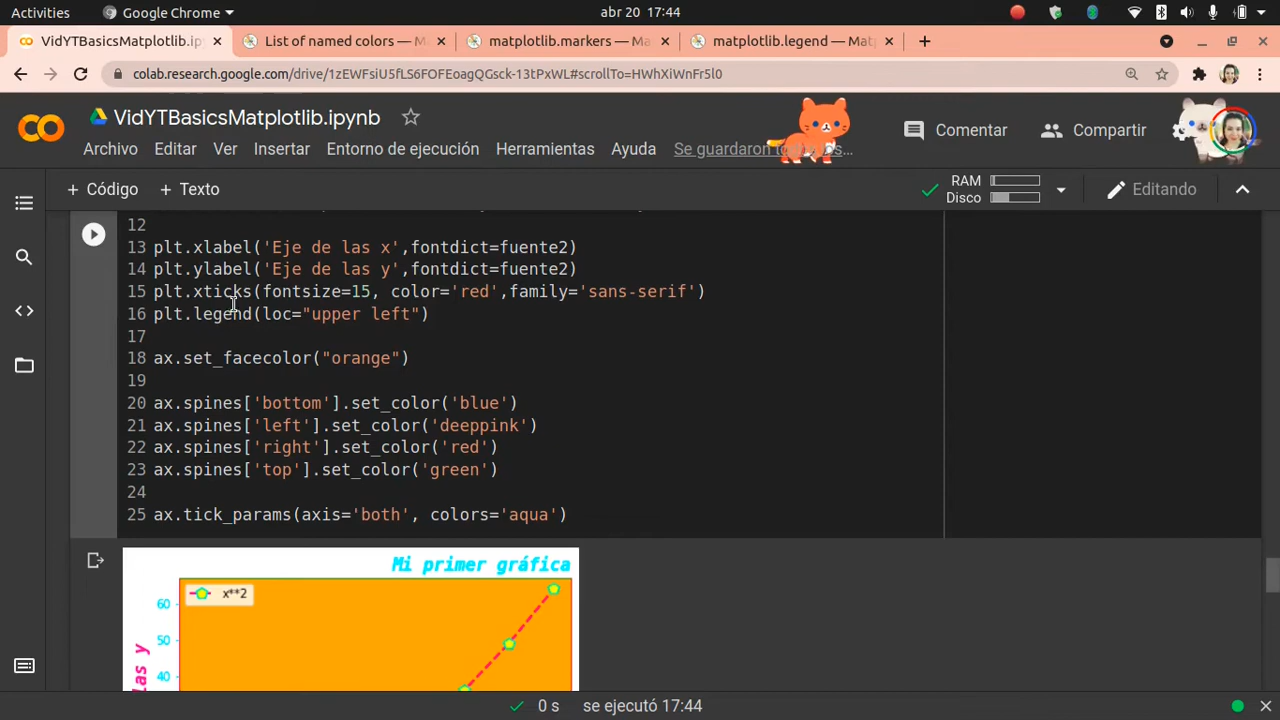 Activities Google Chrome abr 20 17:44
VidYTBasicsMatplotlib.ip List of named colors — M matplotlib.markers — Ma matplotlib.legend — Mat
colab.research.google.com/drive/1zEWFsiU5fLS6FOFEoagQGsck-13tPxWL#scrollTo=HWhXiWnFr5l0
VidYTBasicsMatplotlib.ipynb
Comentar Compartir
Archivo Editar Ver Insertar Entorno de ejecución Herramientas Ayuda Se guardaron
+ Código + Texto RAM Disco Editando
12
13 plt.xlabel('Eje de las x',fontdict=fuente2)
14 plt.ylabel('Eje de las y',fontdict=fuente2)
15 plt.xticks(fontsize=15, color='red',family='sans-serif')
16 plt.legend(loc="upper left")
17
18 ax.set_facecolor("orange")
19
20 ax.spines['bottom'].set_color('blue')
21 ax.spines['left'].set_color('deeppink')
22 ax.spines['right'].set_color('red')
23 ax.spines['top'].set_color('green')
24
25 ax.tick_params(axis='both', colors='aqua')
Mi primer gráfica
x**2
60
50
40
las y
0 s se ejecutó 17:44